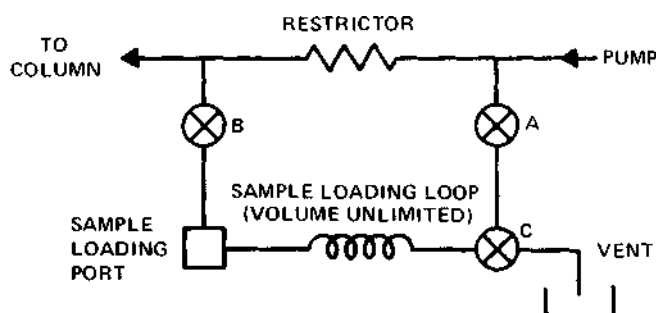 RESTRICTOR
TO
COLUMN
PUMP
B
A
SAMPLE LOADING LOOP
(VOLUME UNLIMITED)
SAMPLE
LOADING
PORT
C
VENT